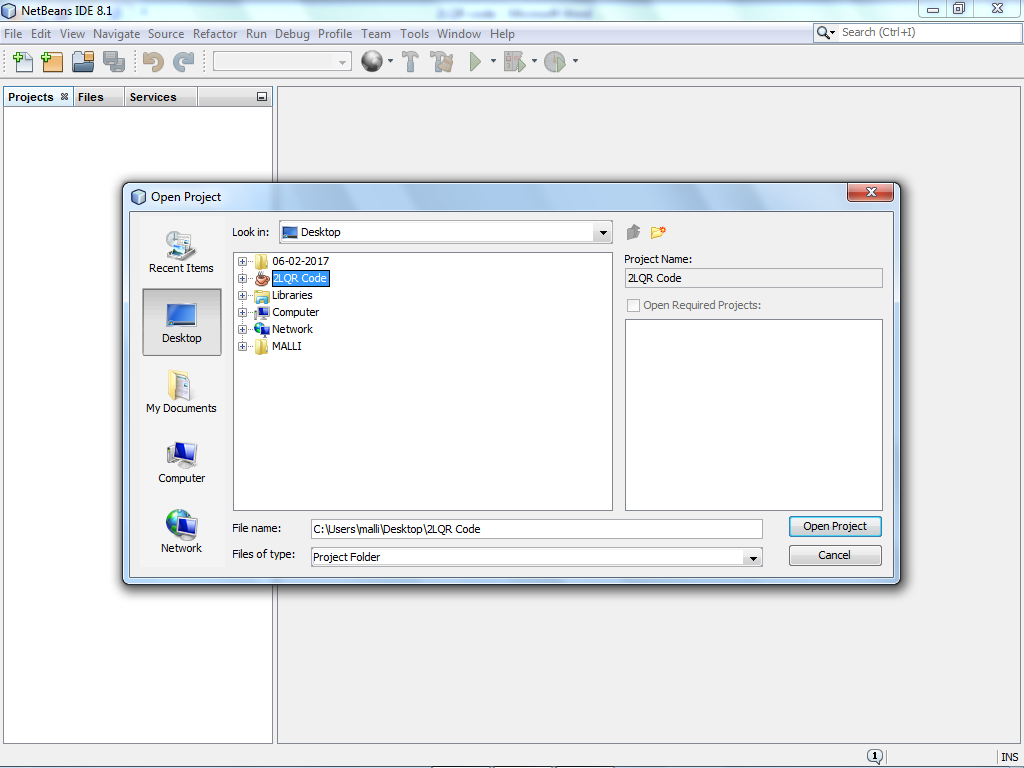 NetBeans IDE 8.1
File Edit View Navigate Source Refactor Run Debug Profile Team Tools Window Help
Search (Ctrl+I)
Projects Files Services
Open Project
Look in: Desktop
Recent Items
Desktop
My Documents
Computer
Network
06-02-2017
2LQR Code
Libraries
Computer
Network
MALLI
Project Name:
2LQR Code
Open Required Projects:
File name: C:\Users\malli\Desktop\2LQR Code
Open Project
Files of type: Project Folder
Cancel
1
INS